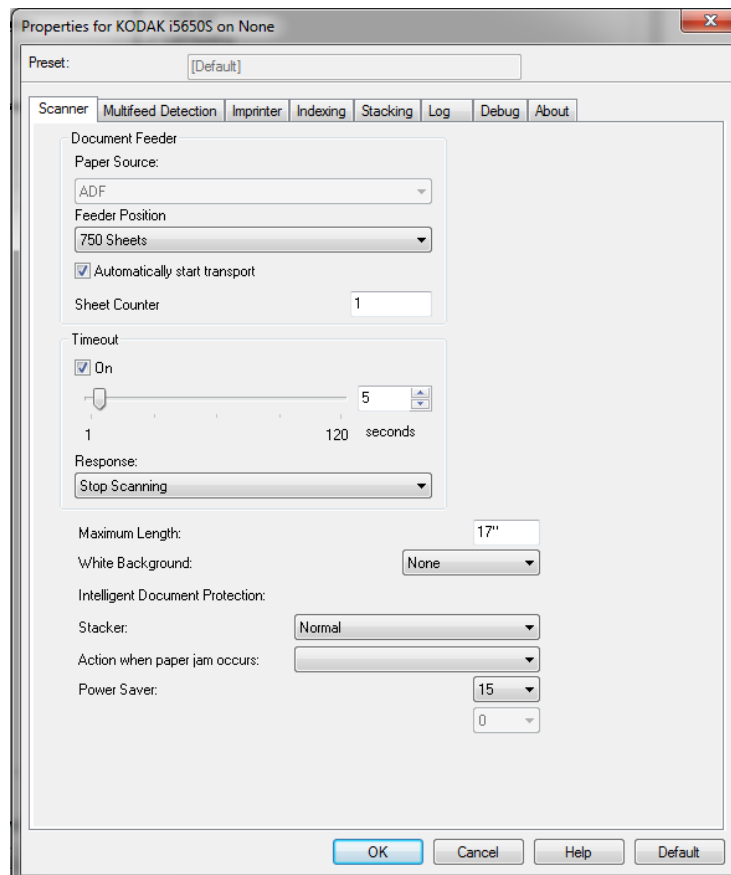 Properties for KODAK i5650S on None
Preset: [Default]
Scanner Multifeed Detection Imprinter Indexing Stacking Log Debug About
Document Feeder
Paper Source:
ADF
Feeder Position
750 Sheets
Automatically start transport
Sheet Counter 1
Timeout
On
5
1 120 seconds
Response:
Stop Scanning
Maximum Length: 17"
White Background: None
Intelligent Document Protection:
Stacker: Normal
Action when paper jam occurs:
Power Saver: 15
0
OK Cancel Help Default